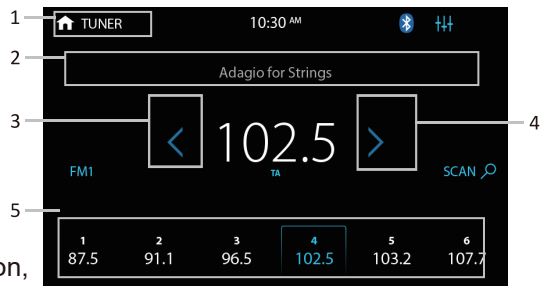 1 TUNER 10:30 AM
2
Adagio for Strings
3 102.5 4
TA
FM1 SCAN
5
1 2 3 4 5 6
87.5 91.1 96.5 102.5 103.2 107.7
on,